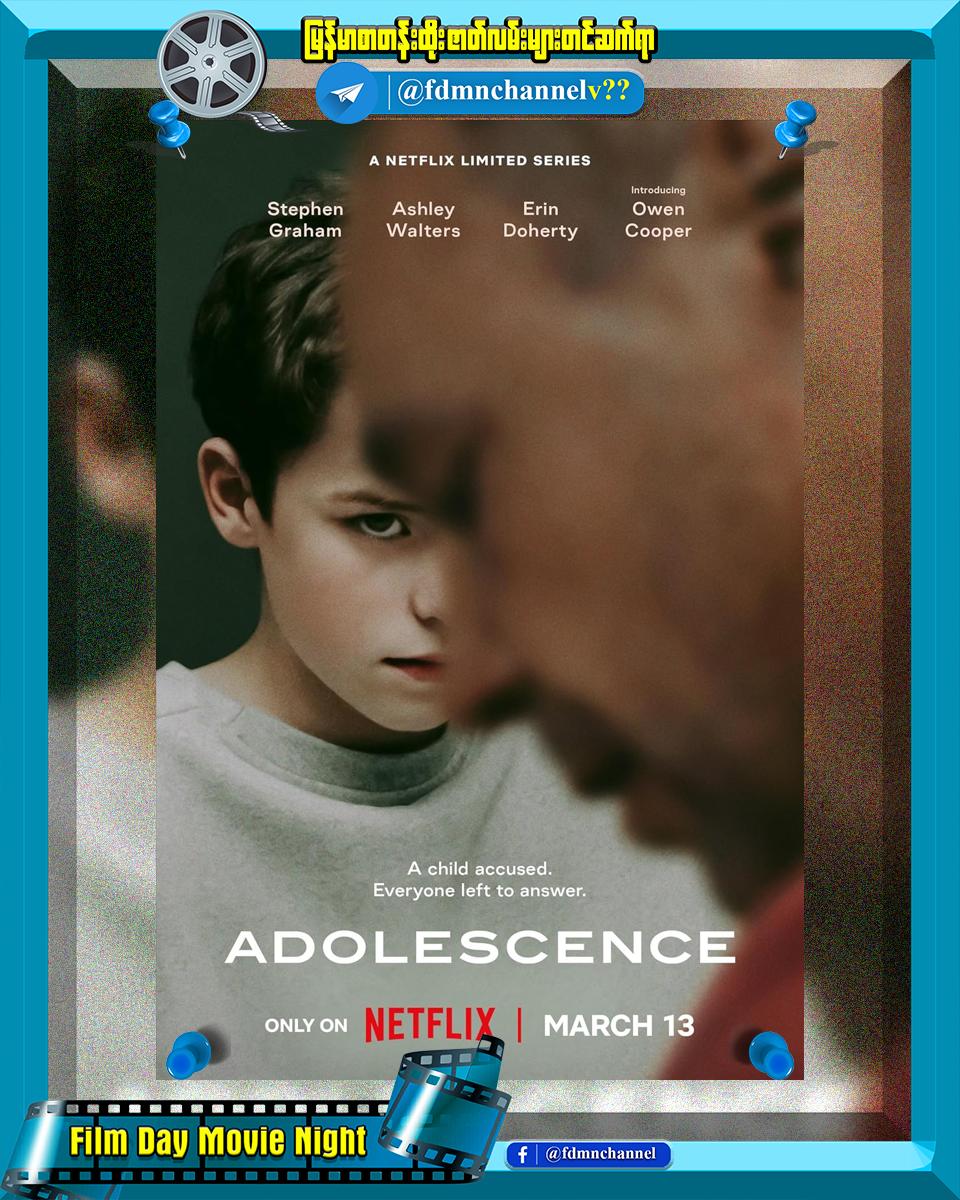 မြန်မာစာတန်းထိုးဇာတ်လမ်းများတင်ဆက်ရာ
@fdmnchannelv??
A NETFLIX LIMITED SERIES
Stephen Graham
Ashley Walters
Erin Doherty
Introducing
Owen Cooper
A child accused.
Everyone left to answer.
ADOLESCENCE
ONLY ON NETFLIX | MARCH 13
Film Day Movie Night
@fdmnchannel